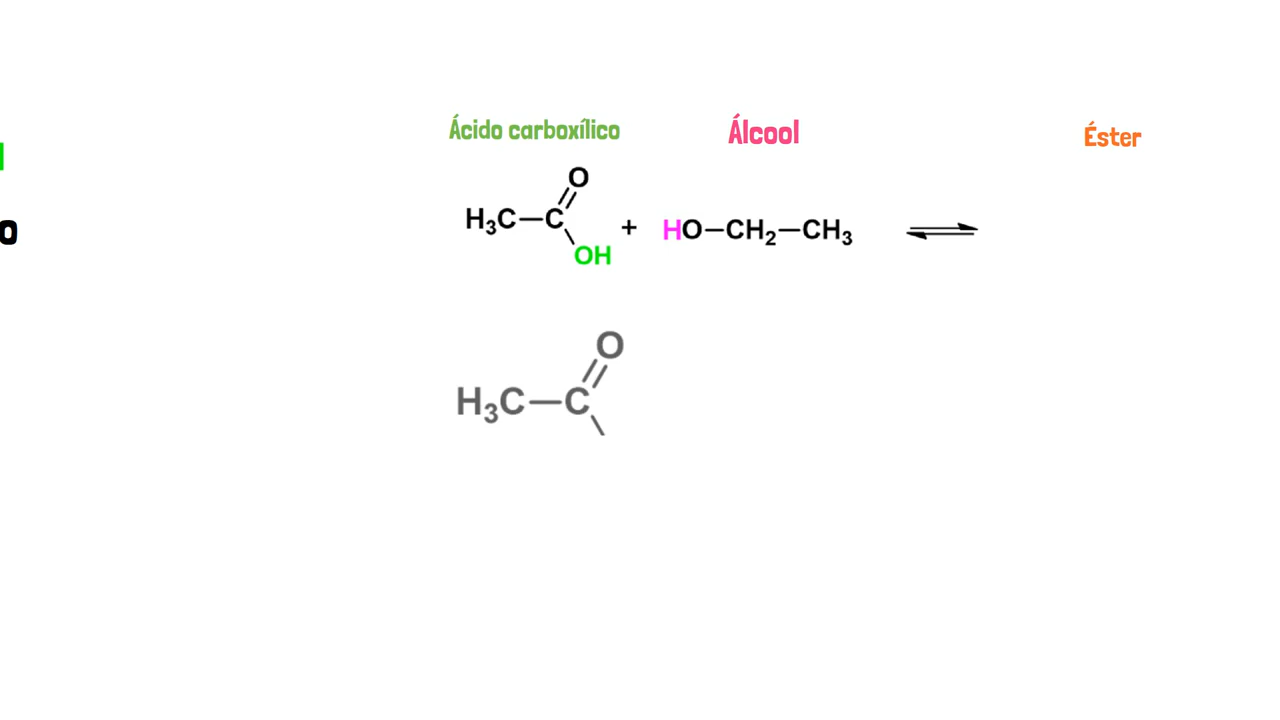 Ácido carboxílico Álcool Éster
O
H₃C–C + HO–CH₂–CH₃ ⇌
OH
o
O
H₃C–C